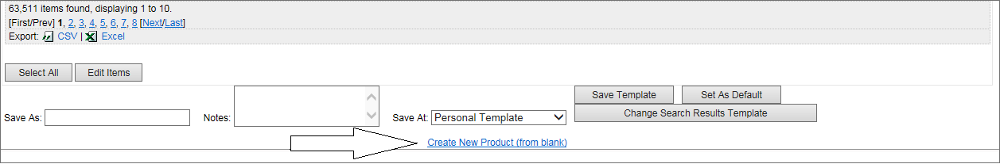 63,511 items found, displaying 1 to 10.
[First/Prev] 1, 2, 3, 4, 5, 6, 7, 8 [Next/Last]
Export: CSV | Excel
Select All Edit Items
Save Template Set As Default
Save As: Notes: Save At: Personal Template Change Search Results Template
Create New Product (from blank)